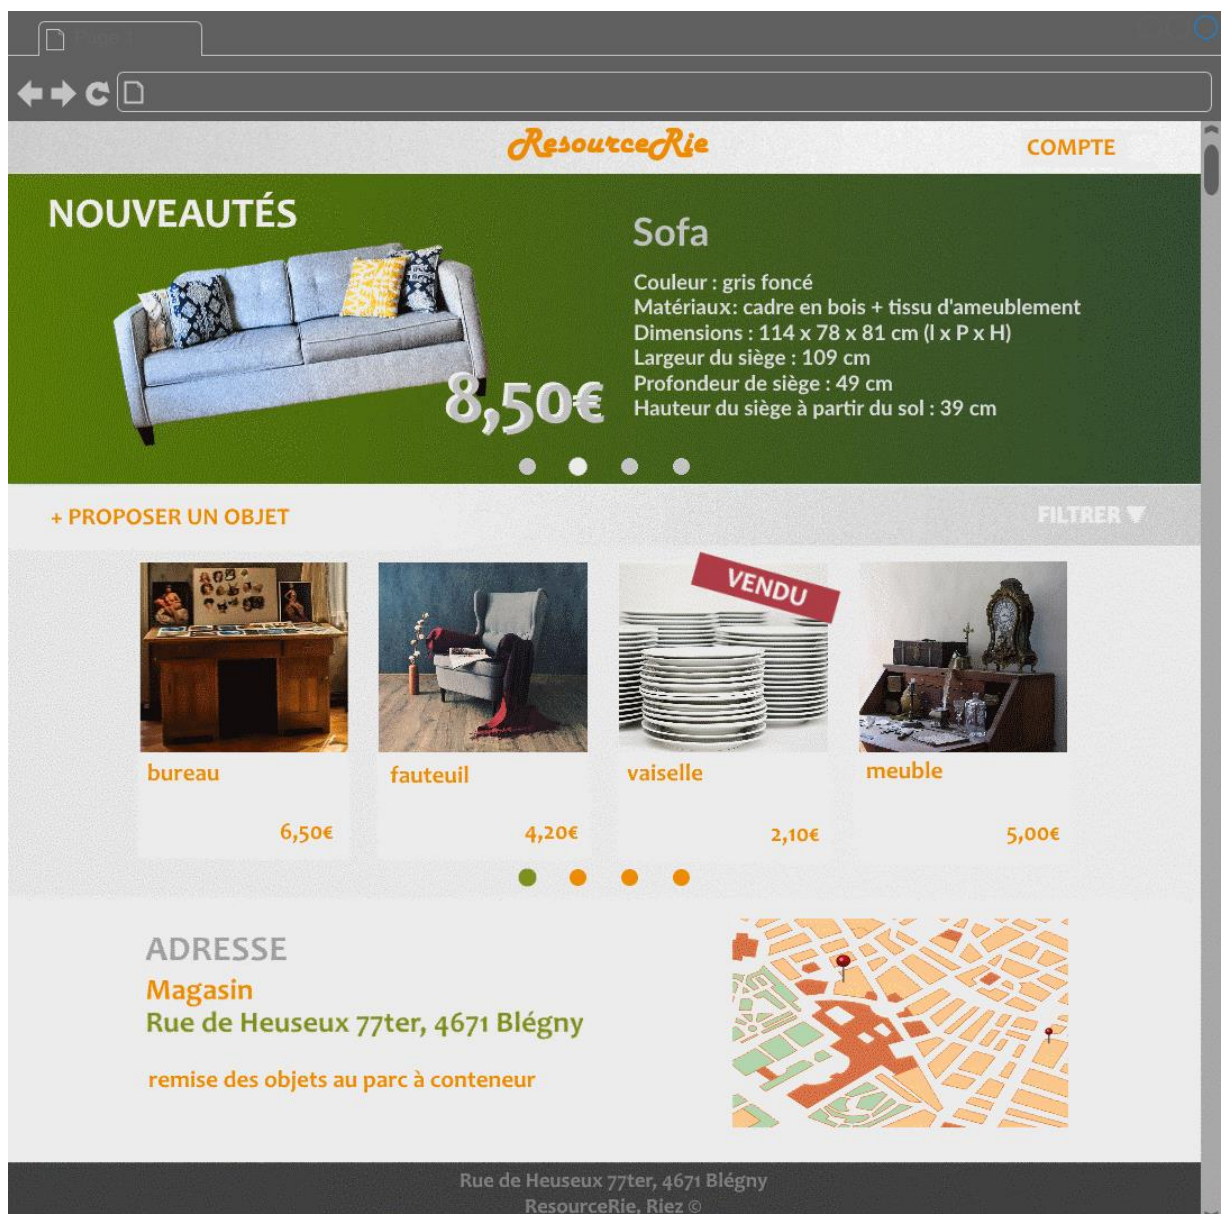 ResourceRie
COMPTE
NOUVEAUTÉS
8,50€
Sofa
Couleur : gris foncé
Matériaux: cadre en bois + tissu d'ameublement
Dimensions : 114 x 78 x 81 cm (l x P x H)
Largeur du siège : 109 cm
Profondeur de siège : 49 cm
Hauteur du siège à partir du sol : 39 cm
+ PROPOSER UN OBJET
FILTRER ▼
VENDU
bureau
6,50€
fauteuil
4,20€
vaiselle
2,10€
meuble
5,00€
ADRESSE
Magasin
Rue de Heuseux 77ter, 4671 Blégny
remise des objets au parc à conteneur
Rue de Heuseux 77ter, 4671 Blégny
ResourceRie, Riez ©